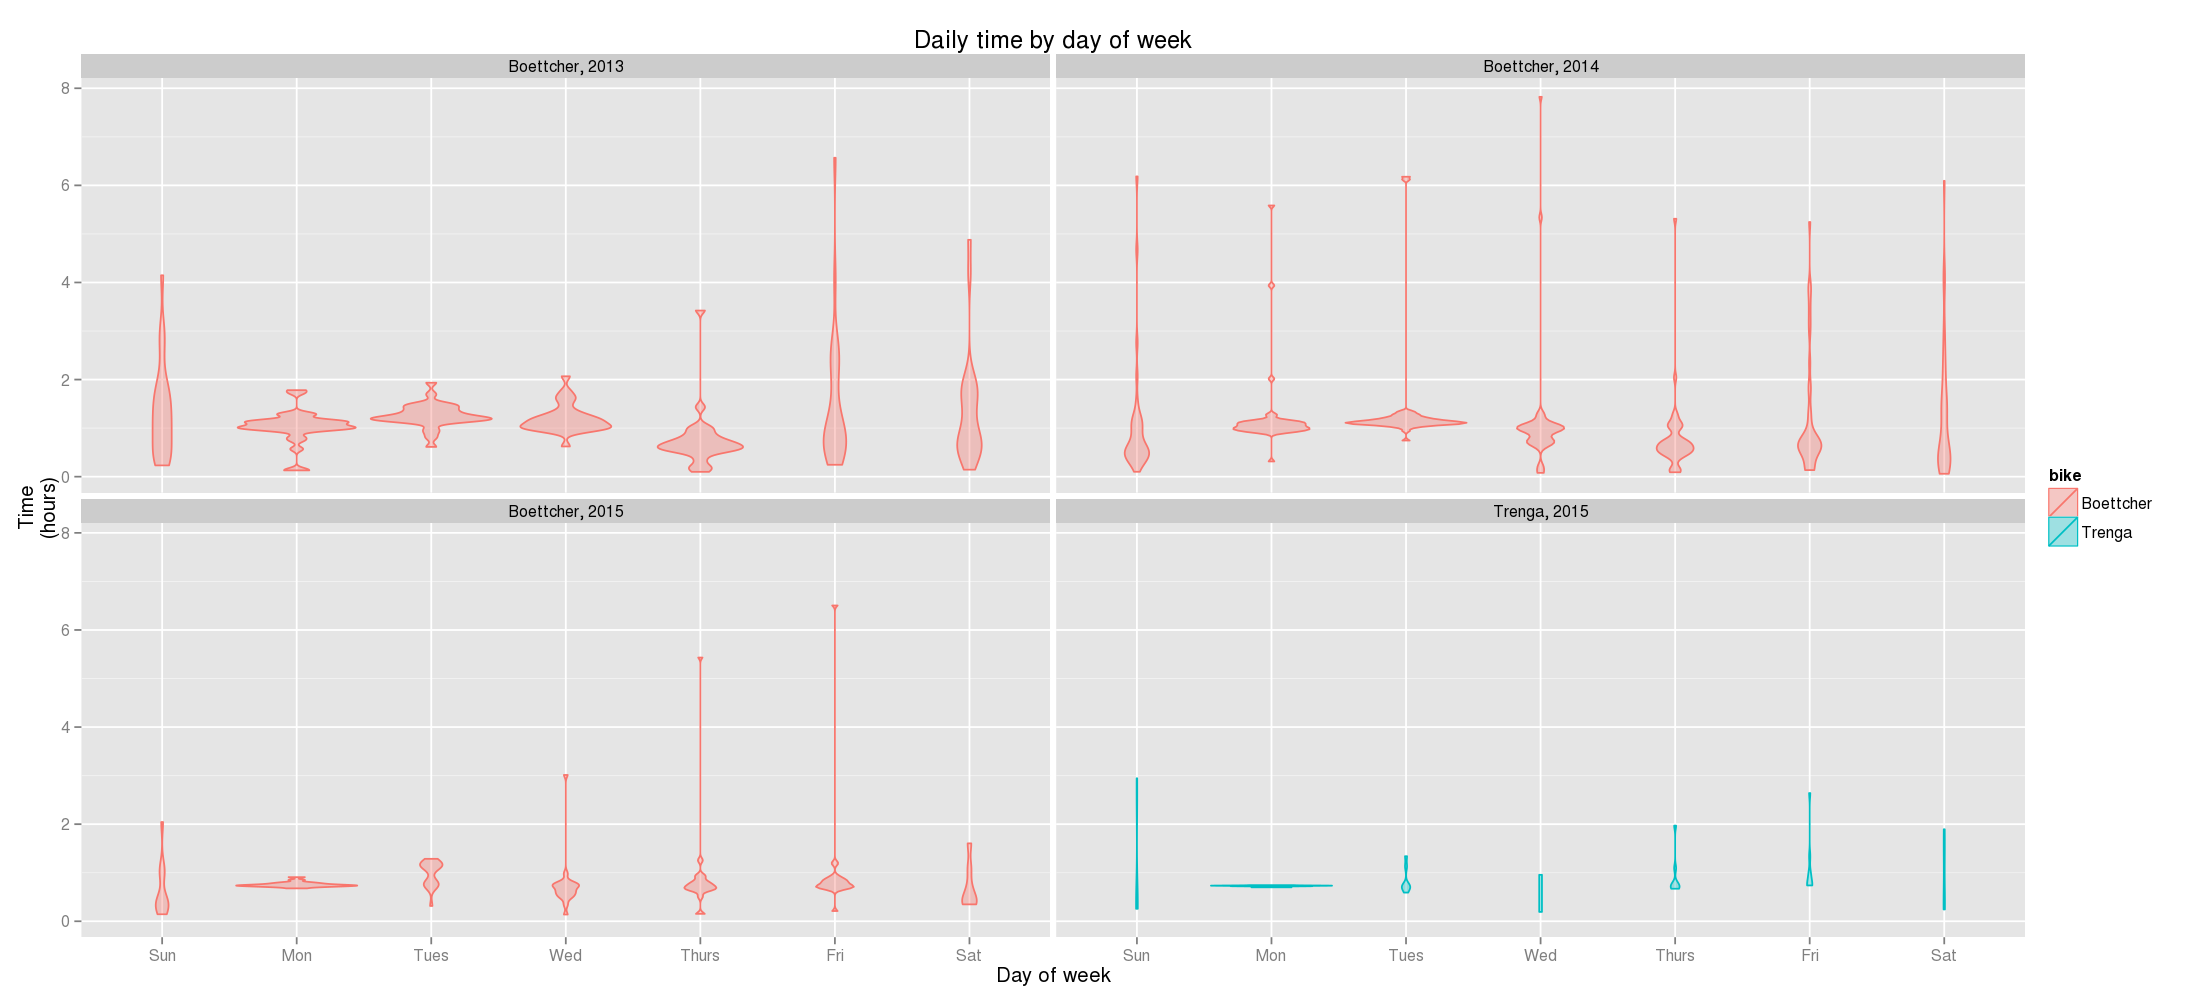 Daily time by day of week
Boettcher, 2013
Boettcher, 2014
8
6
4
2
0
Boettcher, 2015
Trenga, 2015
8
6
4
2
0
Time
(hours)
Sun Mon Tues Wed Thurs Fri Sat
Sun Mon Tues Wed Thurs Fri Sat
Day of week
bike
Boettcher
Trenga